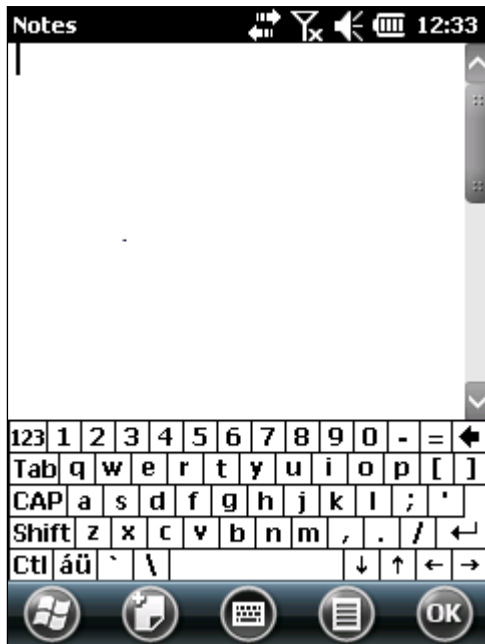 Notes 12:33
123 1 2 3 4 5 6 7 8 9 0 - =
Tab q w e r t y u i o p [ ]
CAP a s d f g h j k l ; '
Shift z x c v b n m , . /
Ctl áü ` \ ↓ ↑ ← →
OK